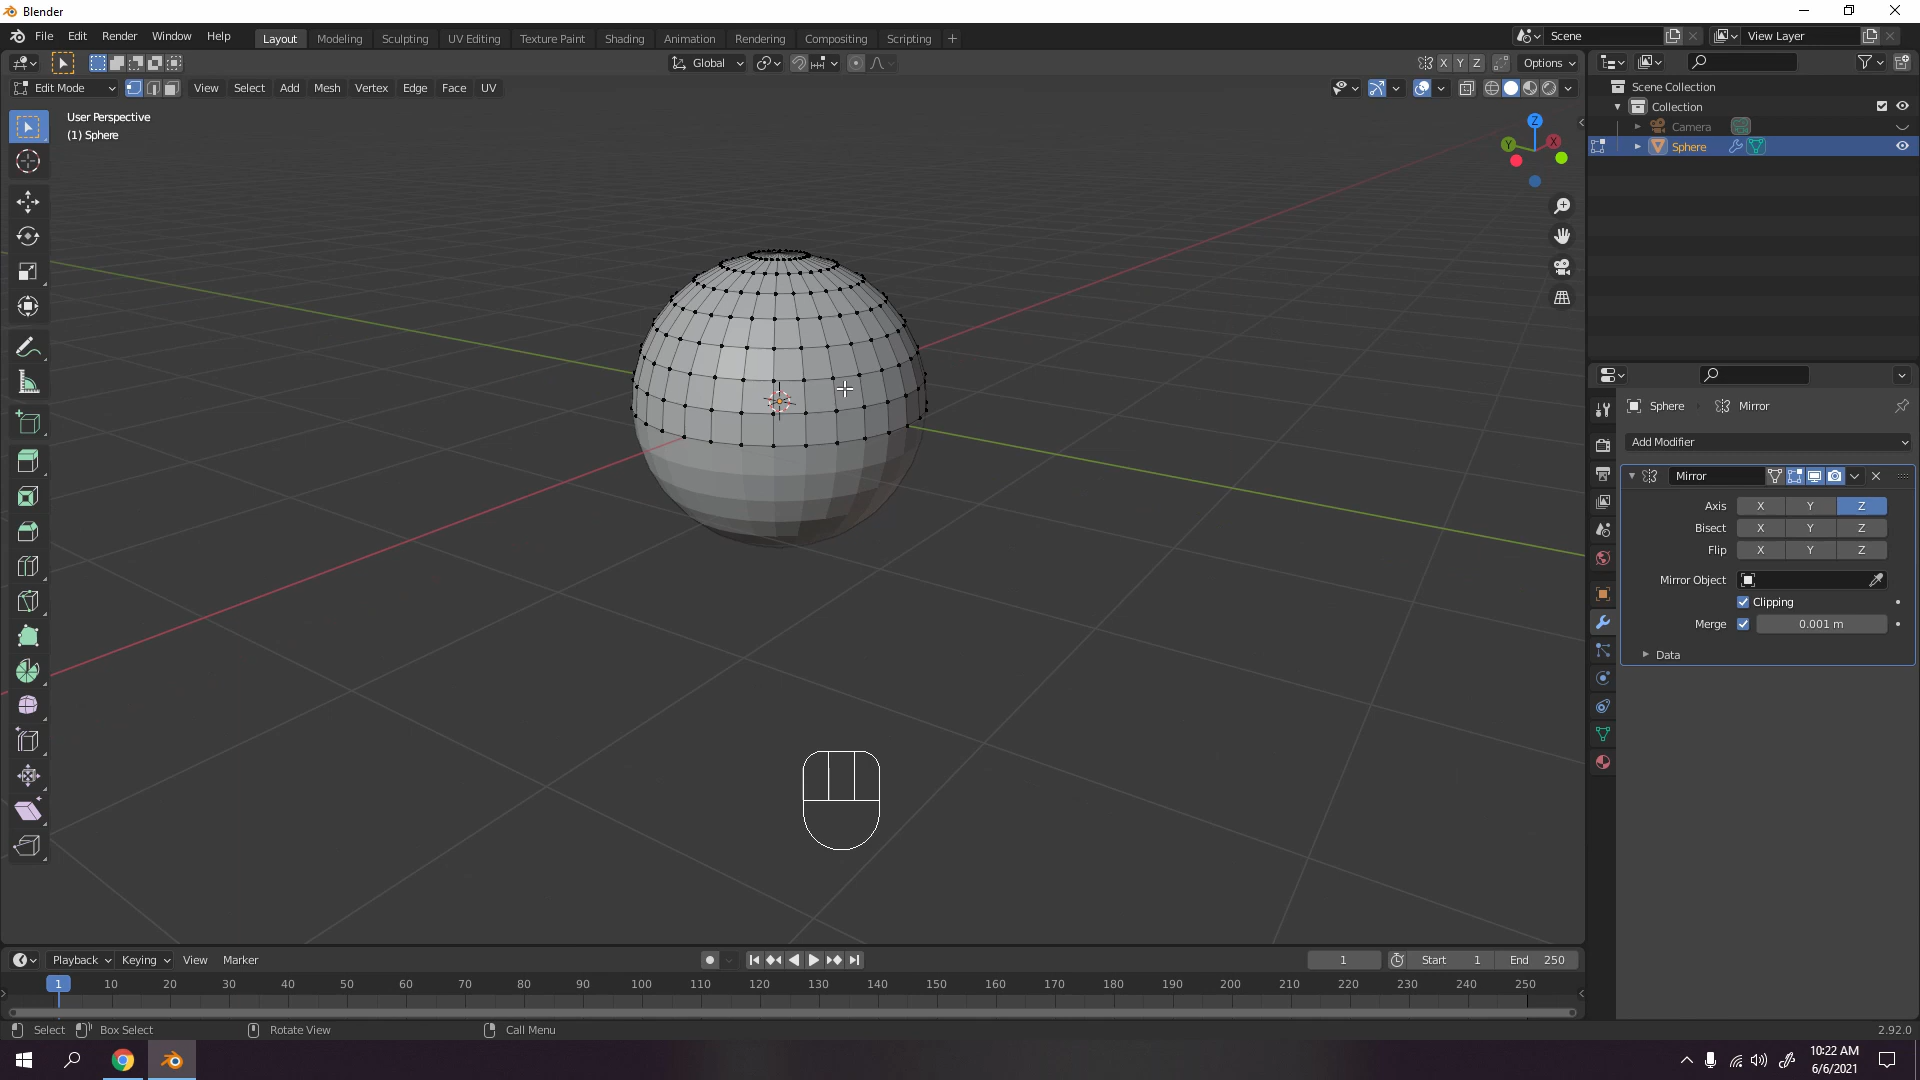 Blender
File Edit Render Window Help Layout Modeling Sculpting UV Editing Texture Paint Shading Animation Rendering Compositing Scripting + Scene View Layer
Global X Y Z Options
Edit Mode View Select Add Mesh Vertex Edge Face UV
User Perspective
(1) Sphere
Z
Y X
Scene Collection
Collection
Camera
Sphere
Sphere Mirror
Add Modifier
Mirror
Axis X Y Z
Bisect X Y Z
Flip X Y Z
Mirror Object
Clipping
Merge 0.001 m
Data
Playback Keying View Marker 1 Start 1 End 250
1 10 20 30 40 50 60 70 80 90 100 110 120 130 140 150 160 170 180 190 200 210 220 230 240 250
Select Box Select Rotate View Call Menu 2.92.0
10:22 AM
6/6/2021